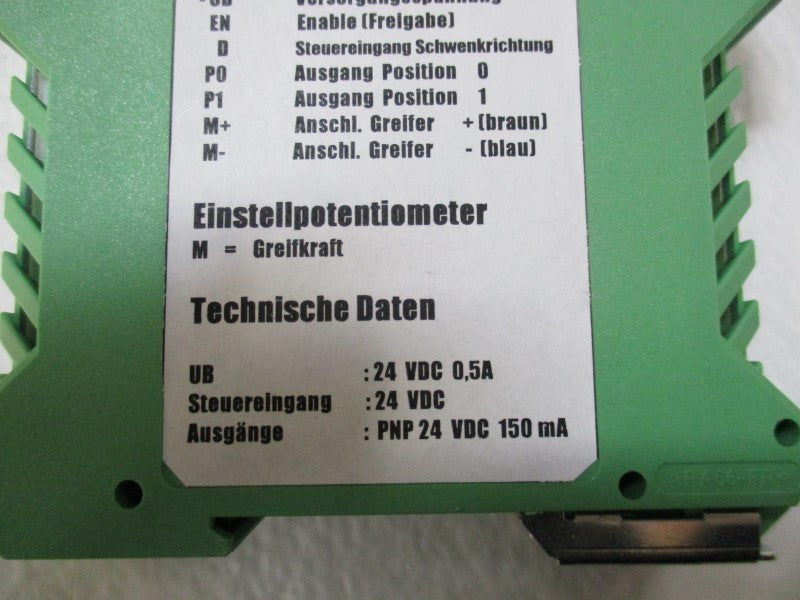 EN Enable (Freigabe)
D Steuereingang Schwenkrichtung
P0 Ausgang Position 0
P1 Ausgang Position 1
M+ Anschl. Greifer +(braun)
M- Anschl. Greifer -(blau)
Einstellpotentiometer
M = Greifkraft
Technische Daten
UB :24 VDC 0,5A
Steuereingang :24 VDC
Ausgänge : PNP 24 VDC 150 mA